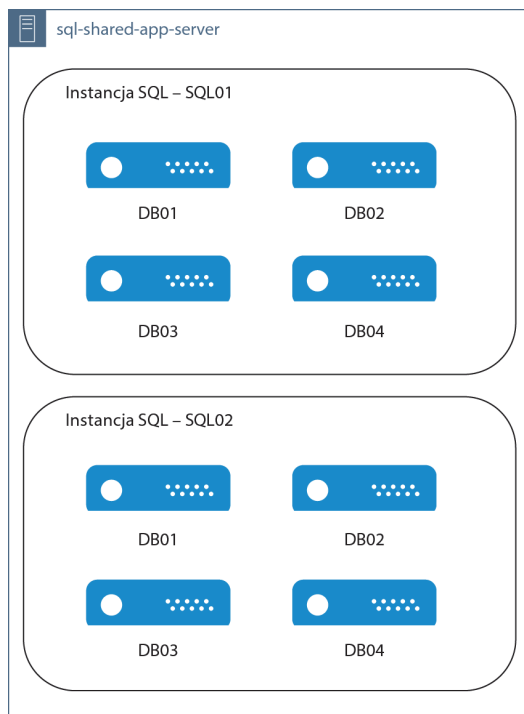 sql-shared-app-server
Instancja SQL – SQL01
DB01 DB02
DB03 DB04
Instancja SQL – SQL02
DB01 DB02
DB03 DB04